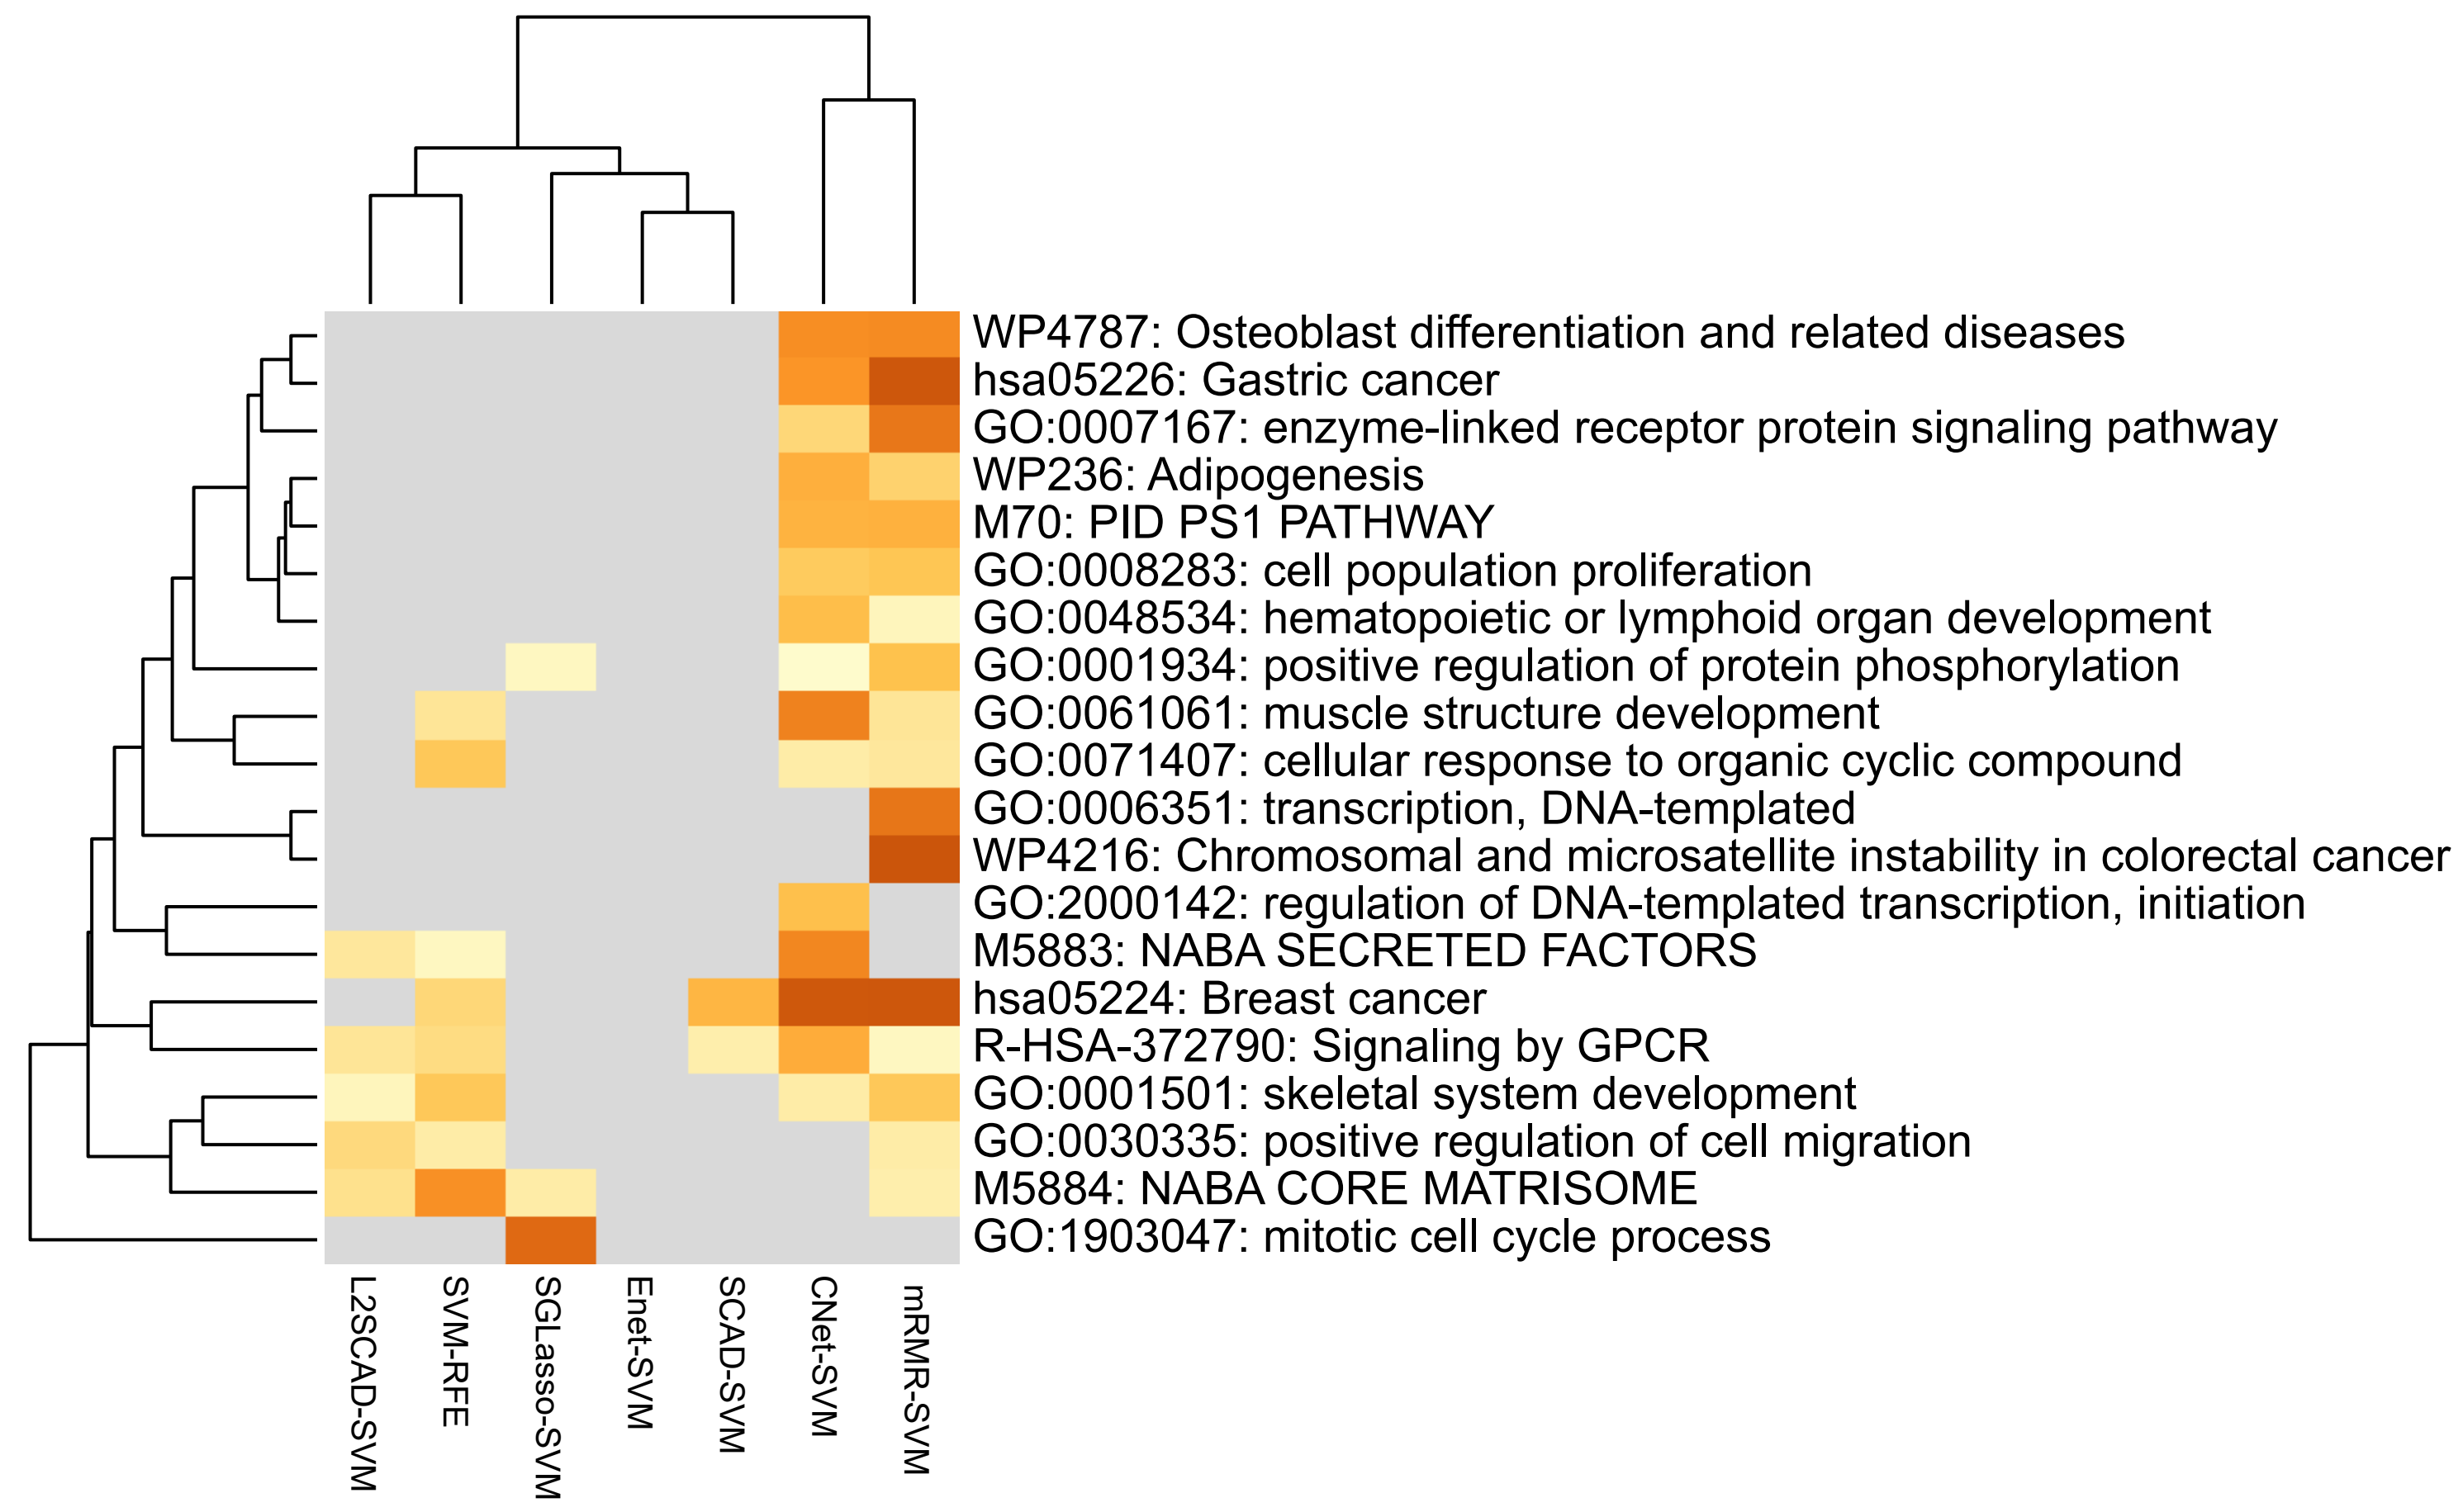 WP4787: Osteoblast differentiation and related diseases
hsa05226: Gastric cancer
GO:0007167: enzyme-linked receptor protein signaling pathway
WP236: Adipogenesis
M70: PID PS1 PATHWAY
GO:0008283: cell population proliferation
GO:0048534: hematopoietic or lymphoid organ development
GO:0001934: positive regulation of protein phosphorylation
GO:0061061: muscle structure development
GO:0071407: cellular response to organic cyclic compound
GO:0006351: transcription, DNA-templated
WP4216: Chromosomal and microsatellite instability in colorectal cancer
GO:2000142: regulation of DNA-templated transcription, initiation
M5883: NABA SECRETED FACTORS
hsa05224: Breast cancer
R-HSA-372790: Signaling by GPCR
GO:0001501: skeletal system development
GO:0030335: positive regulation of cell migration
M5884: NABA CORE MATRISOME
GO:1903047: mitotic cell cycle process
L2SCAD-SVM
SVM-RFE
SGLasso-SVM
Enet-SVM
SCAD-SVM
CNet-SVM
mRMR-SVM